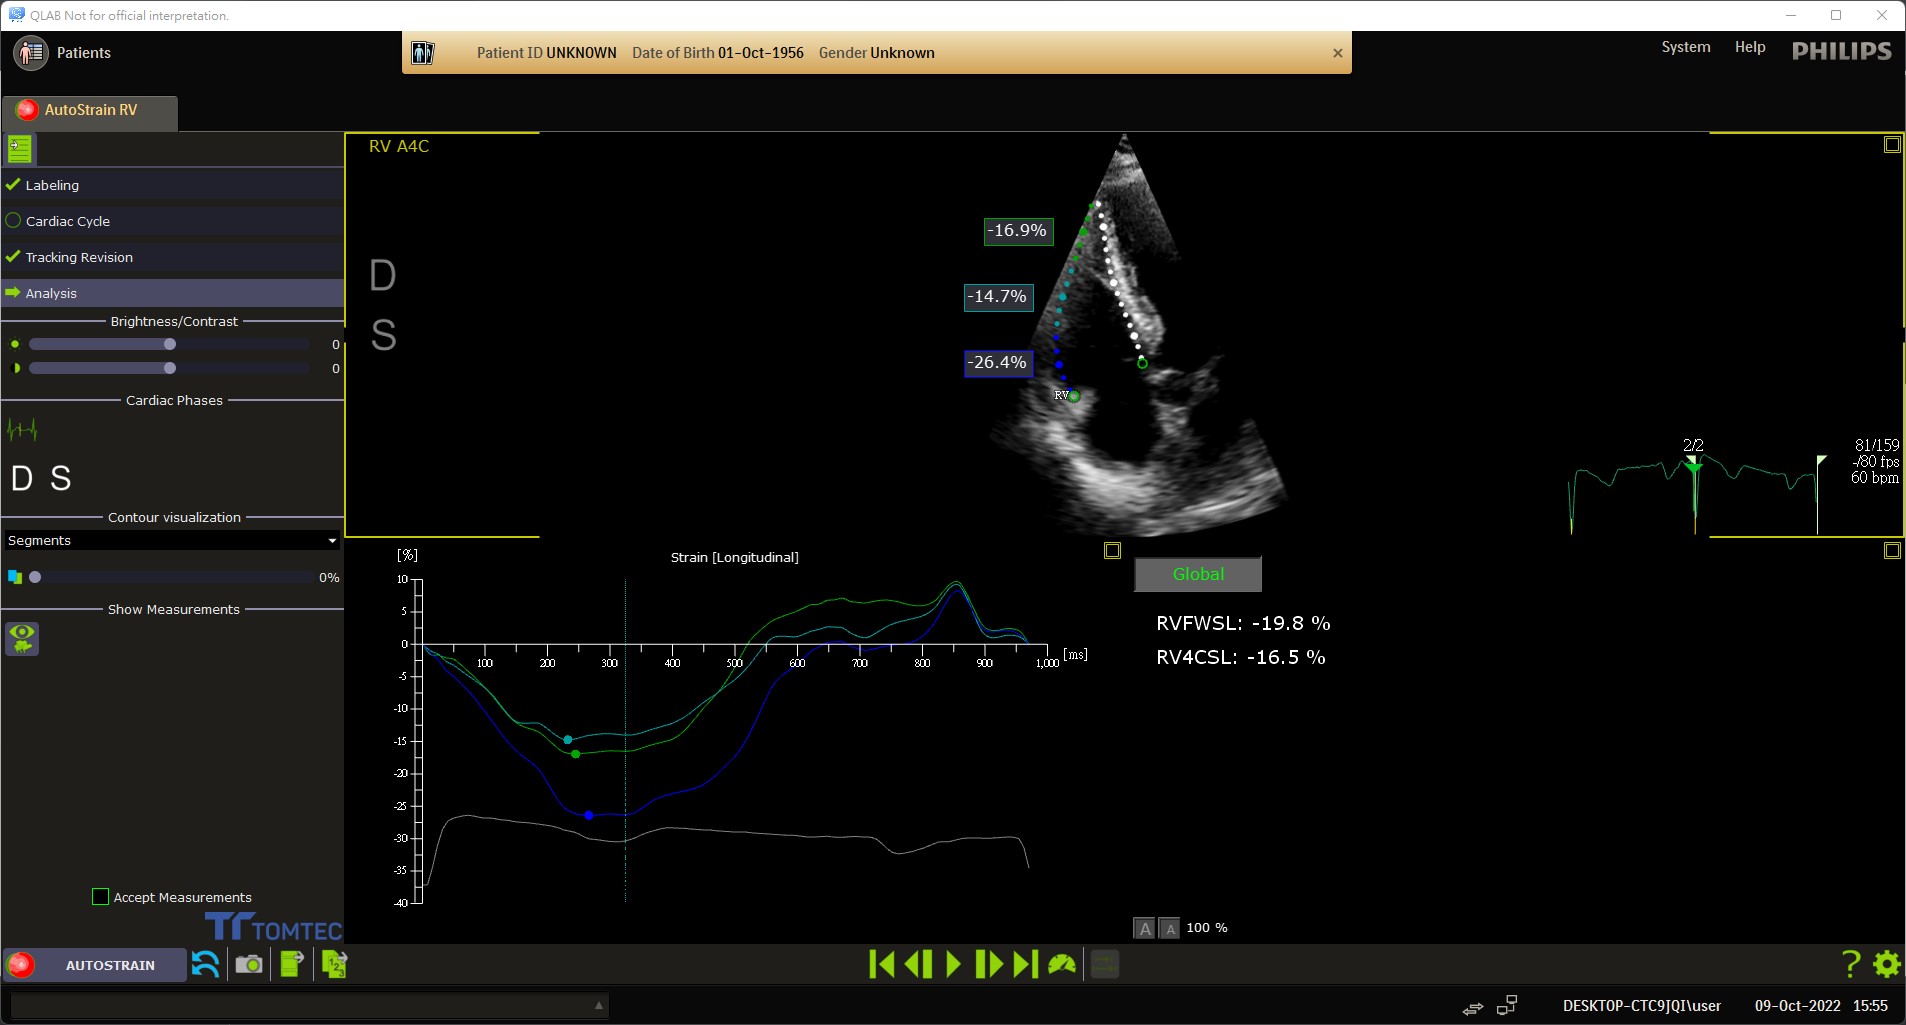 QLAB Not for official interpretation.
Patients
Patient ID UNKNOWN Date of Birth 01-Oct-1956 Gender Unknown ×
System Help PHILIPS
AutoStrain RV
RV A4C
Labeling
Cardiac Cycle
Tracking Revision
Analysis
Brightness/Contrast
0
0
Cardiac Phases
D S
Contour visualization
Segments
0%
Show Measurements
Accept Measurements
TOMTEC
D
S
-16.9%
-14.7%
-26.4%
RV
2/2
81/159
-/80 fps
60 bpm
[%] Strain [Longitudinal]
10
5
0
-5
-10
-15
-20
-25
-30
-35
-40
100 200 300 400 500 600 700 800 900 1,000 [ms]
Global
RVFWSL: -19.8 %
RV4CSL: -16.5 %
A A 100 %
AUTOSTRAIN
1 2 3
?
DESKTOP-CTC9JQI\user 09-Oct-2022 15:55